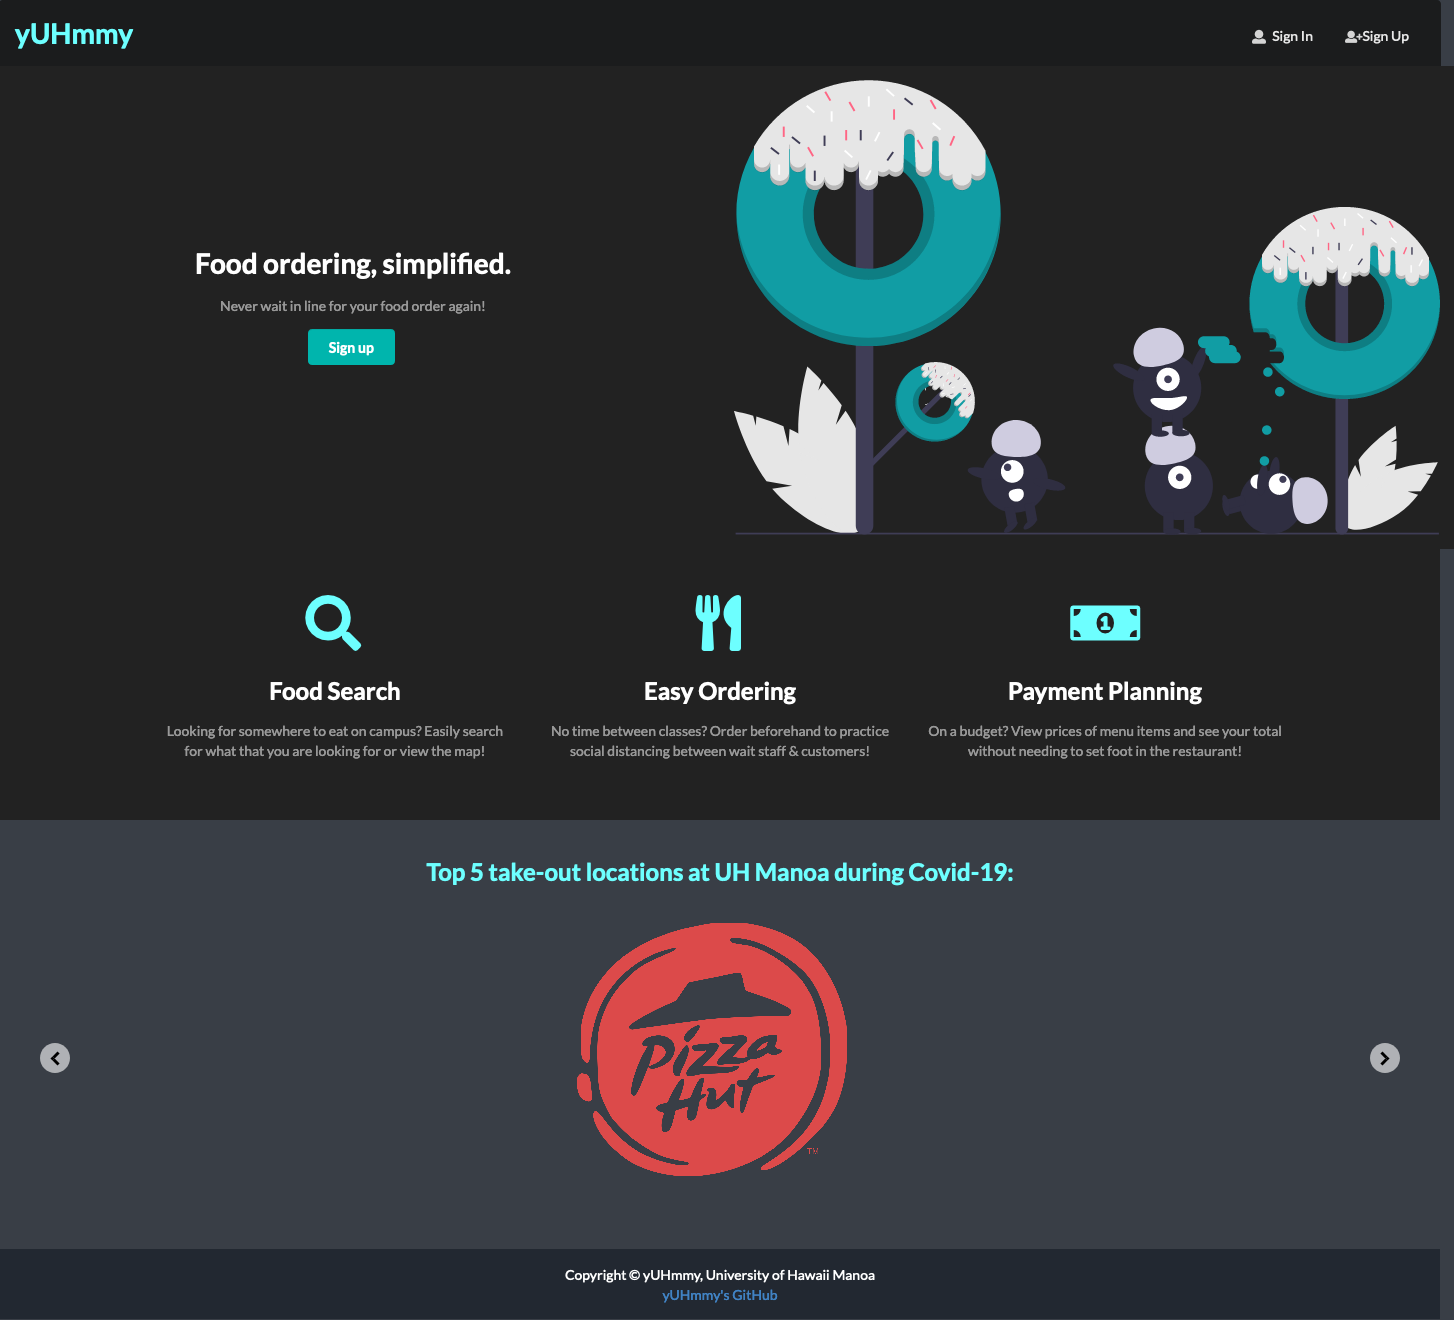 yUHmmy
Sign In
Sign Up
Food ordering, simplified.
Never wait in line for your food order again!
Sign up
1
Food Search
Looking for somewhere to eat on campus? Easily search
for what that you are looking for or view the map!
Easy Ordering
No time between classes? Order beforehand to practice
social distancing between wait staff & customers!
Payment Planning
On a budget? View prices of menu items and see your total
without needing to set foot in the restaurant!
Top 5 take-out locations at UH Manoa during Covid-19:
Pizza
Hut
TM
Copyright © yUHmmy, University of Hawaii Manoa
yUHmmy's GitHub